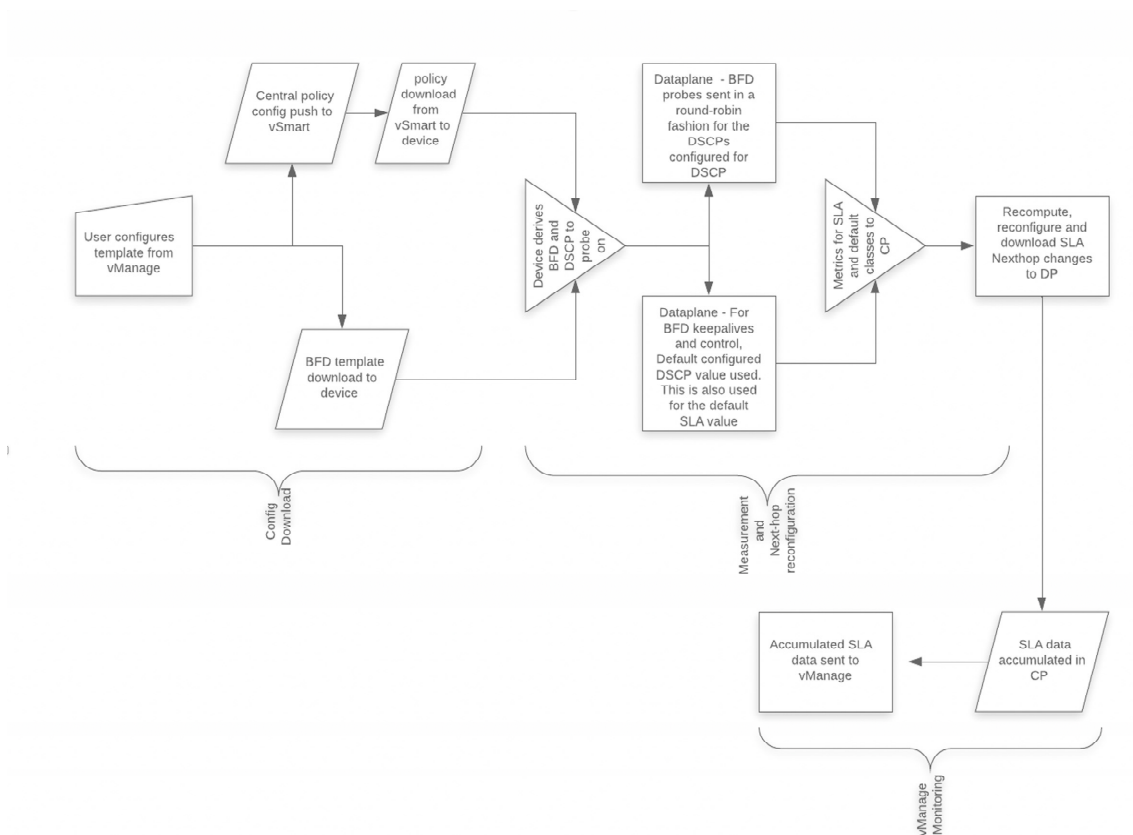 Central policy
config push to
vSmart
policy
download
from
vSmart to
device
User configures
template from
vManage
BFD template
download to
device
Device derives
BFD and
DSCP to
probe
on
Dataplane - BFD
probes sent in a
round-robin
fashion for the
DSCPs
configured for
DSCP
Dataplane - For
BFD keepalives
and control,
Default configured
DSCP value used.
This is also used
for the default
SLA value
Metrics for SLA
and default
classes to
CP
Recompute,
reconfigure and
download SLA
Nexthop changes
to DP
Config
Download
Measurement
and
Next-hop
reconfiguration
Accumulated SLA
data sent to
vManage
SLA data
accumulated in
CP
vManage
Monitoring